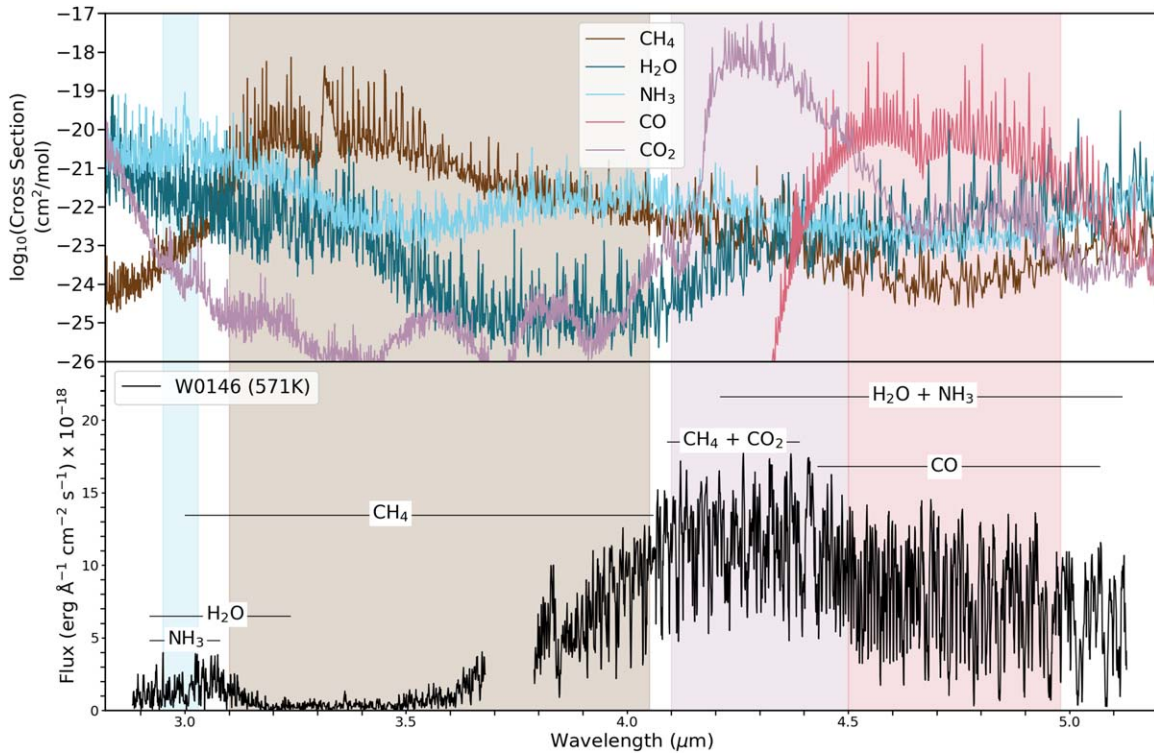 −17
−18
−19
−20
−21
−22
−23
−24
−25
−26
log₁₀(Cross Section)
(cm²/mol)
CH₄
H₂O
NH₃
CO
CO₂
W0146 (571K)
H₂O + NH₃
CH₄ + CO₂
CO
CH₄
H₂O
NH₃
20
15
10
5
0
Flux (erg Å⁻¹ cm⁻² s⁻¹) x 10⁻¹⁸
3.0 3.5 4.0 4.5 5.0
Wavelength (μm)